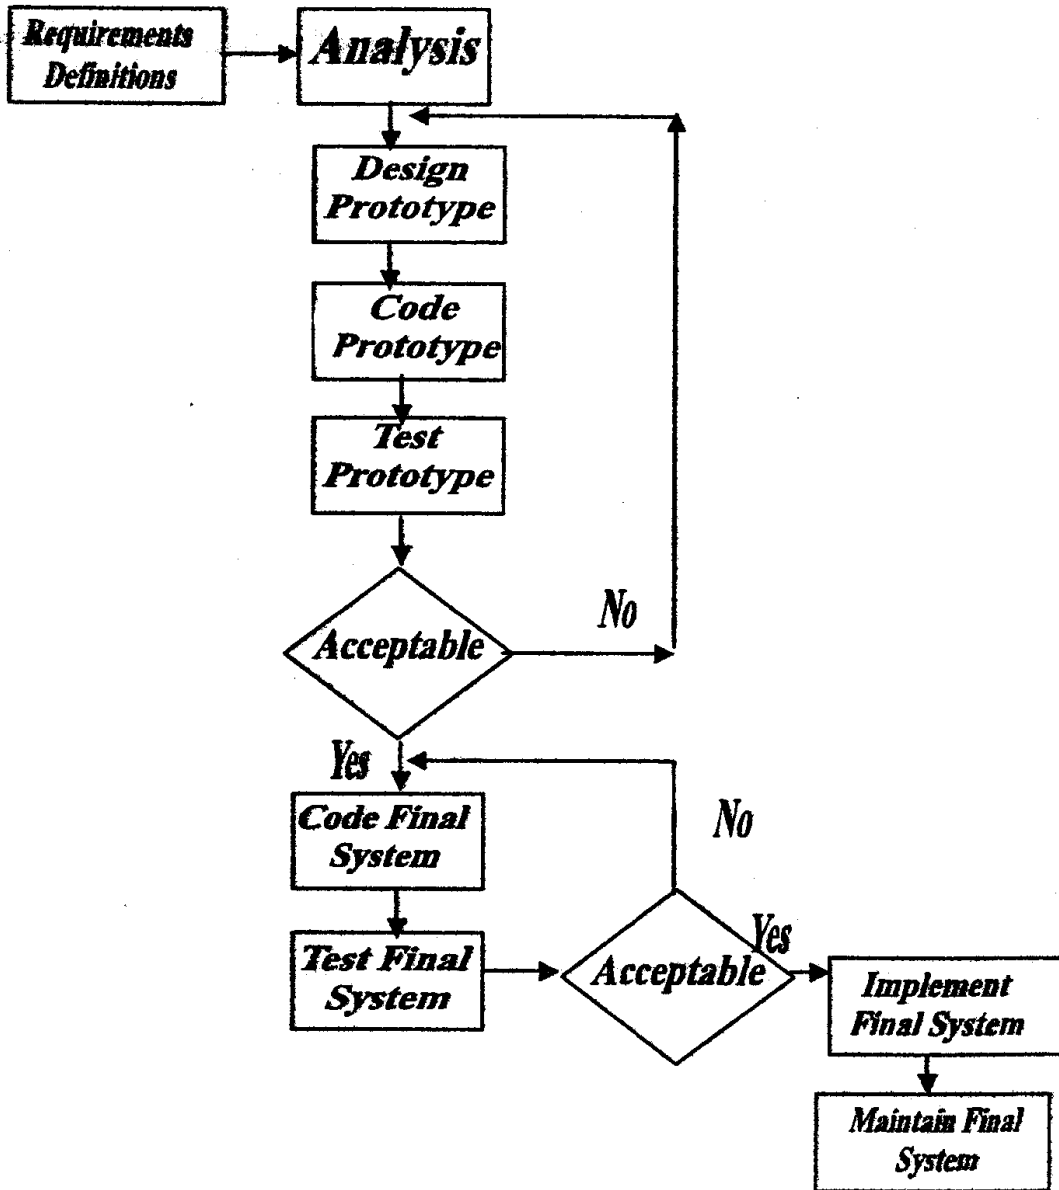 Requirements
Definitions
Analysis
Design
Prototype
Code
Prototype
Test
Prototype
Acceptable
No
Yes
Code Final
System
No
Test Final
System
Acceptable
Yes
Implement
Final System
Maintain Final
System